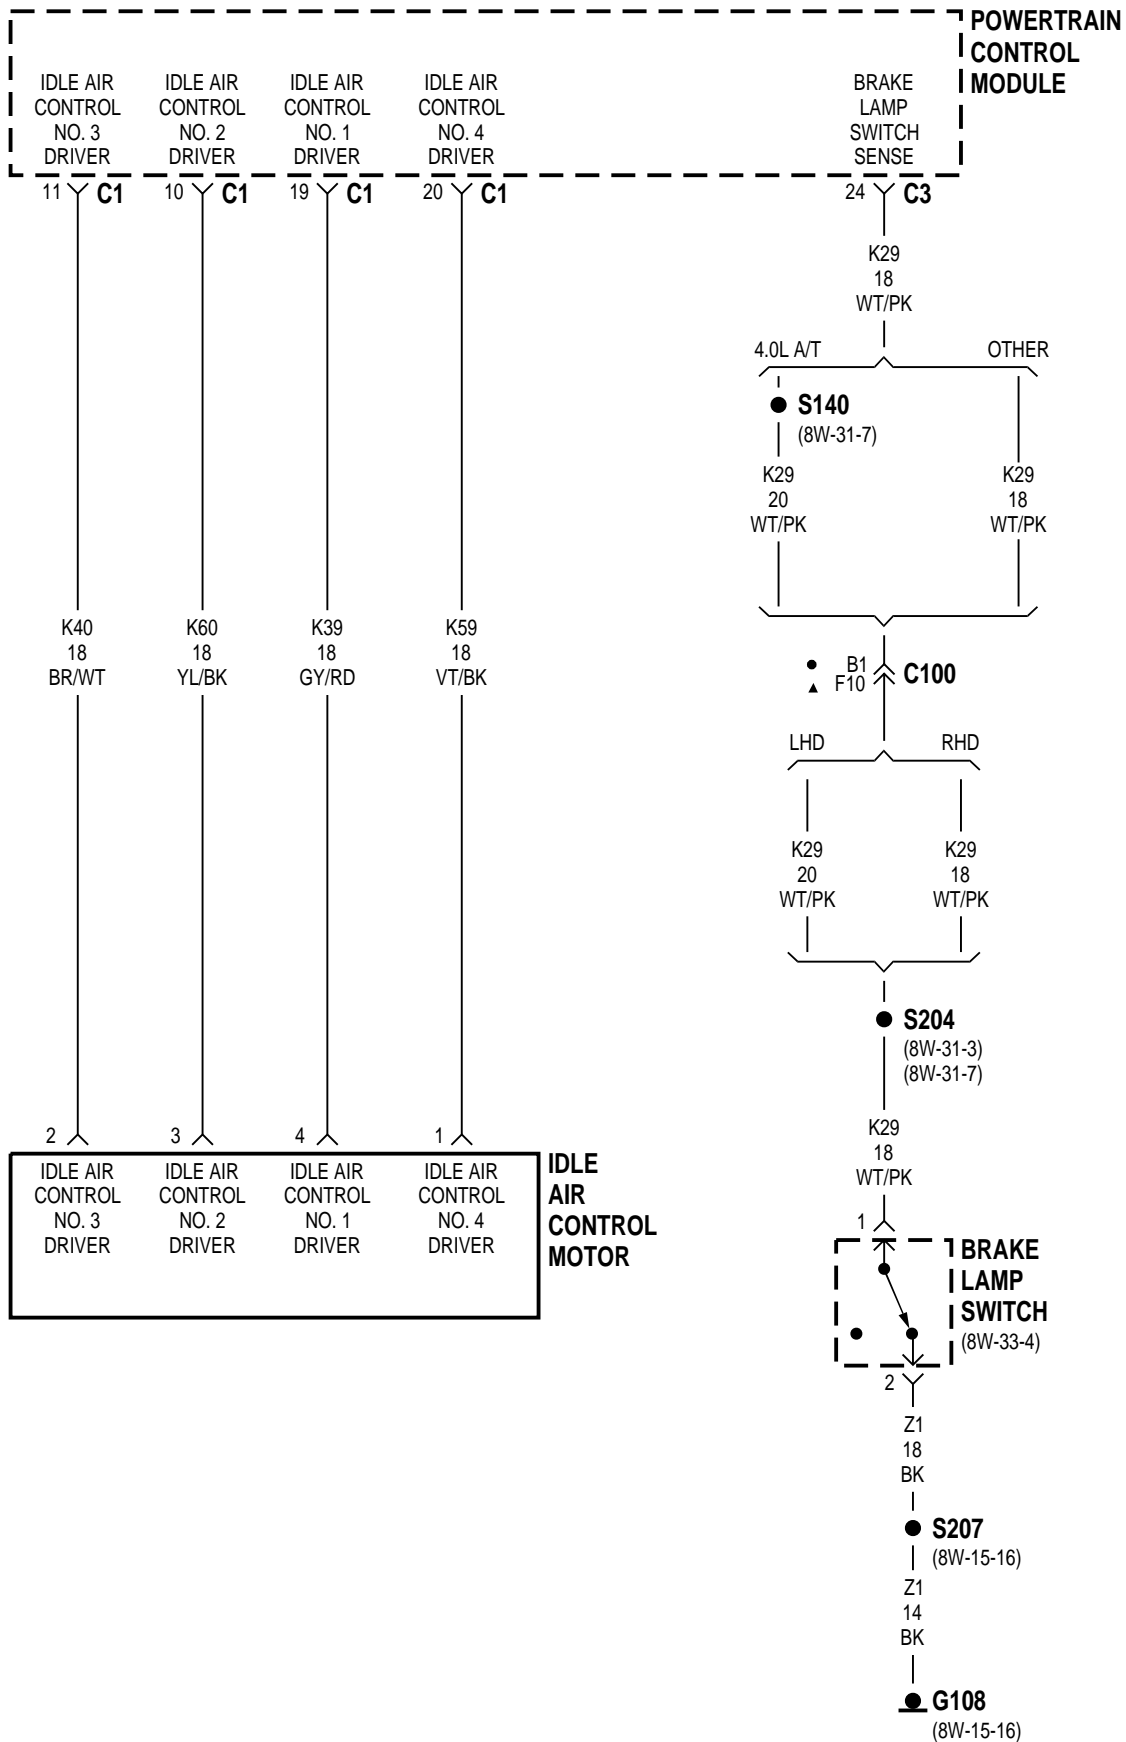 POWERTRAIN
CONTROL
MODULE
IDLE AIR
CONTROL
NO. 3
DRIVER
IDLE AIR
CONTROL
NO. 2
DRIVER
IDLE AIR
CONTROL
NO. 1
DRIVER
IDLE AIR
CONTROL
NO. 4
DRIVER
BRAKE
LAMP
SWITCH
SENSE
11 C1
10 C1
19 C1
20 C1
24 C3
K29
18
WT/PK
4.0L A/T
OTHER
S140
(8W-31-7)
K29
20
WT/PK
K29
18
WT/PK
K40
18
BR/WT
K60
18
YL/BK
K39
18
GY/RD
K59
18
VT/BK
B1
F10
C100
LHD
RHD
K29
20
WT/PK
K29
18
WT/PK
S204
(8W-31-3)
(8W-31-7)
K29
18
WT/PK
2
3
4
1
IDLE AIR
CONTROL
NO. 3
DRIVER
IDLE AIR
CONTROL
NO. 2
DRIVER
IDLE AIR
CONTROL
NO. 1
DRIVER
IDLE AIR
CONTROL
NO. 4
DRIVER
IDLE
AIR
CONTROL
MOTOR
1
BRAKE
LAMP
SWITCH
(8W-33-4)
2
Z1
18
BK
S207
(8W-15-16)
Z1
14
BK
G108
(8W-15-16)